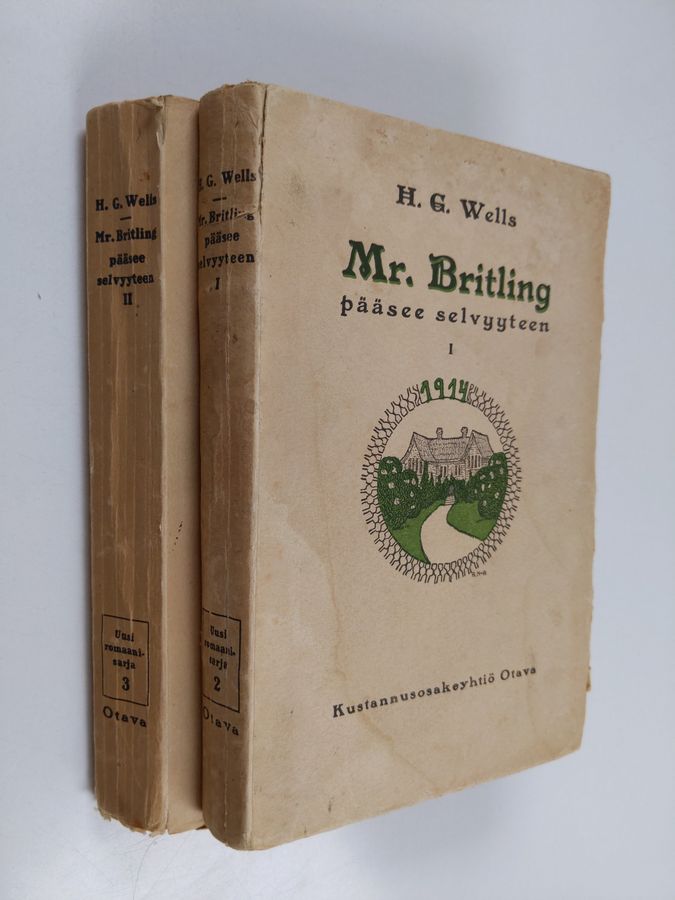 H. G. Wells
Mr. Britling
pääsee
selvyyteen
II
Uusi
romaani-
sarja
3
Otava
H. G. Wells
Mr. Britling
pääsee
selvyyteen
I
Uusi
romaani-
sarja
2
Otava
H. G. Wells
Mr. Britling
pääsee selvyyteen
I
1914
Kustannusosakeyhtiö Otava